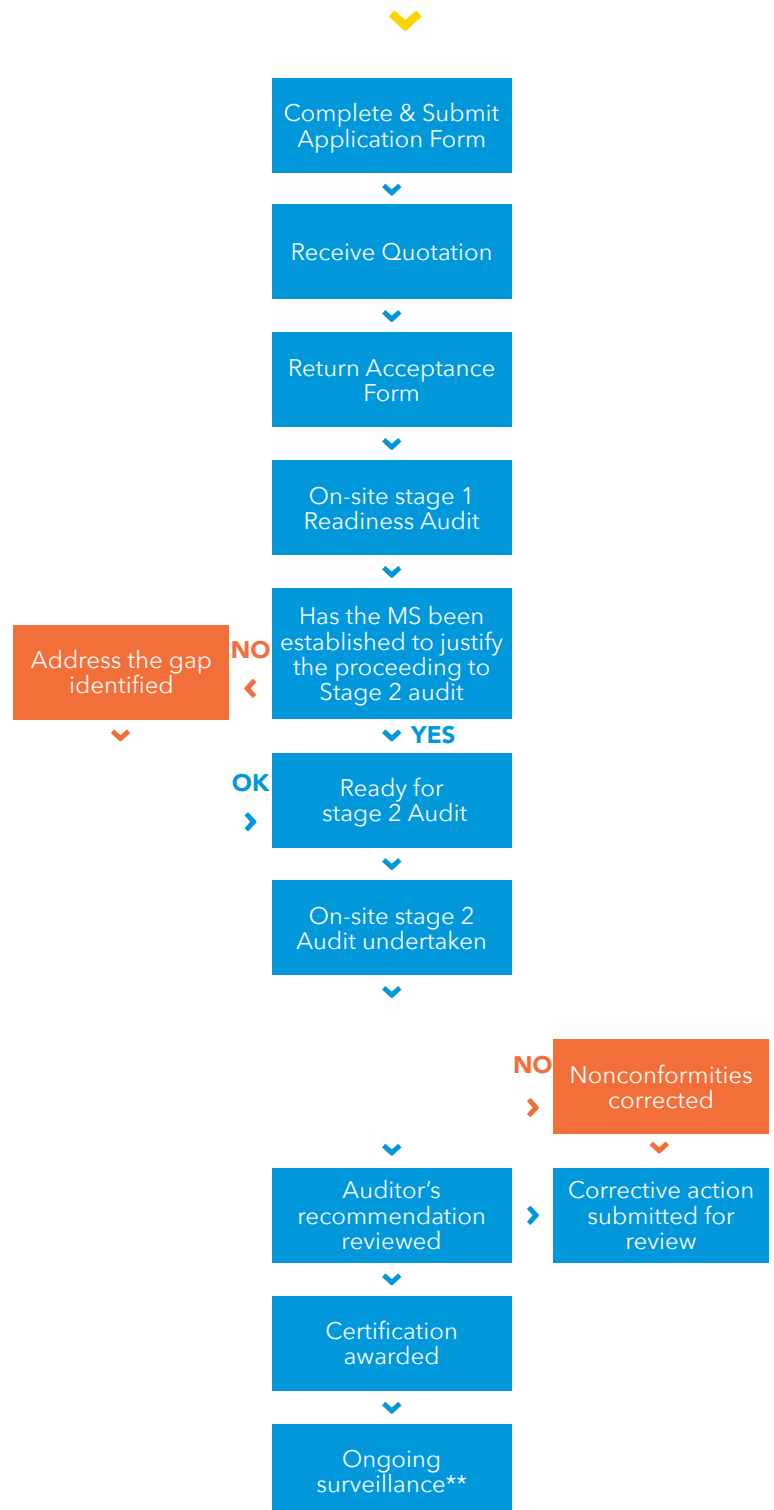 Complete & Submit
Application Form
Receive Quotation
Return Acceptance
Form
On-site stage 1
Readiness Audit
Has the MS been
established to justify
the proceeding to
Stage 2 audit
NO
Address the gap
identified
YES
OK
Ready for
stage 2 Audit
On-site stage 2
Audit undertaken
NO
Nonconformities
corrected
Auditor’s
recommendation
reviewed
Corrective action
submitted for
review
Certification
awarded
Ongoing
surveillance**